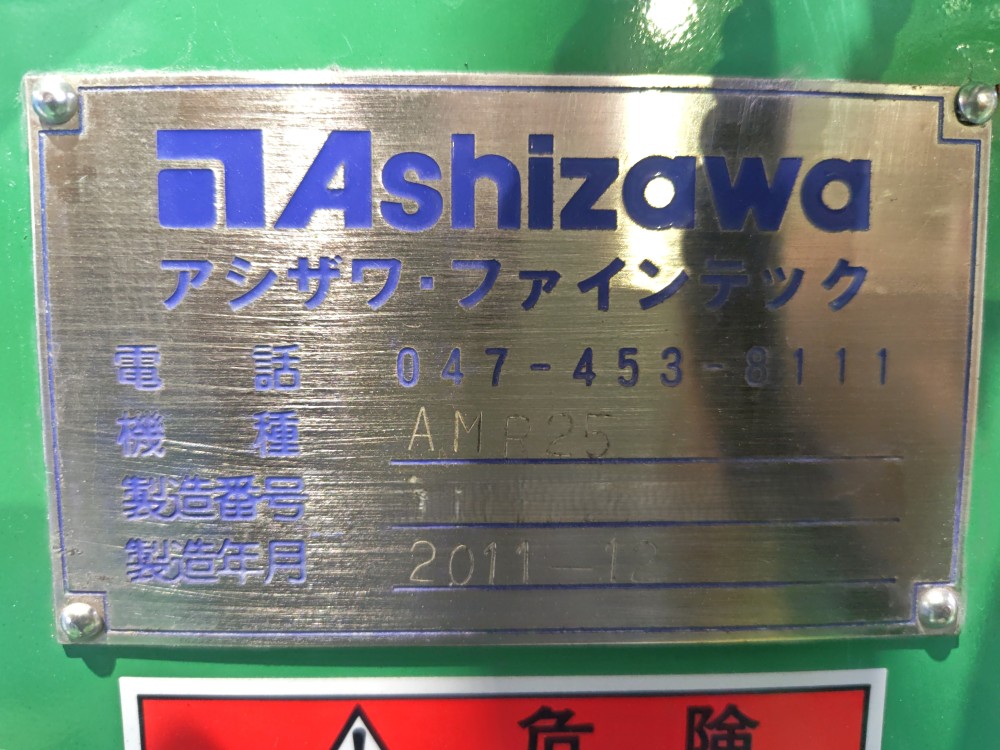 Ashizawa
アシザワ・ファインテック
電話 047-453-8111
機種 AMR25
製造番号
製造年月 2011-12
危険